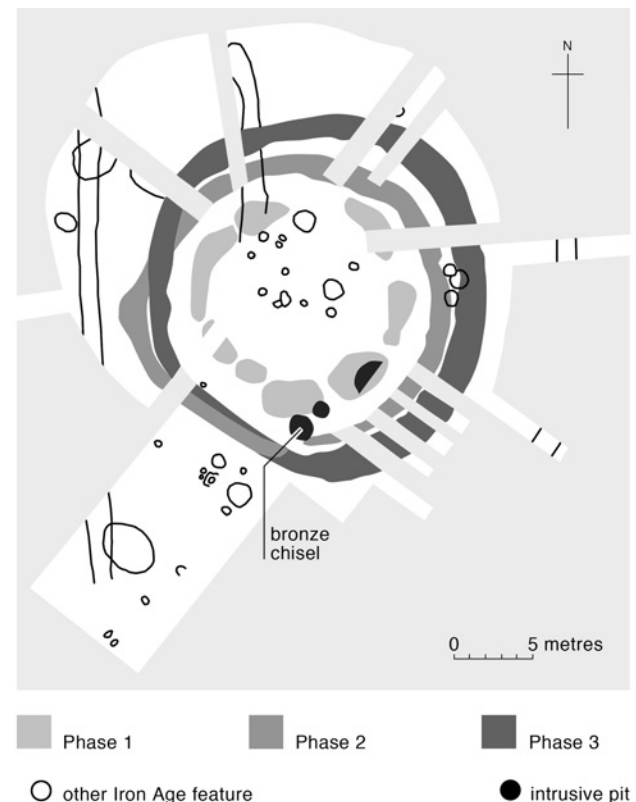 N
bronze
chisel
0 5 metres
Phase 1 Phase 2 Phase 3
other Iron Age feature intrusive pit